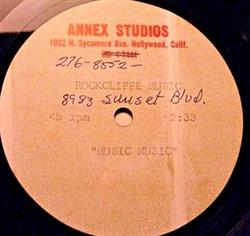 ANNEX STUDIOS
1032 N. Sycamore Ave. Hollywood, Calif.
276-8552-
ROCKCLIFFE MUSIC
8983 Sunset Blvd.
45 rpm 2:33
"MUSIC MUSIC"